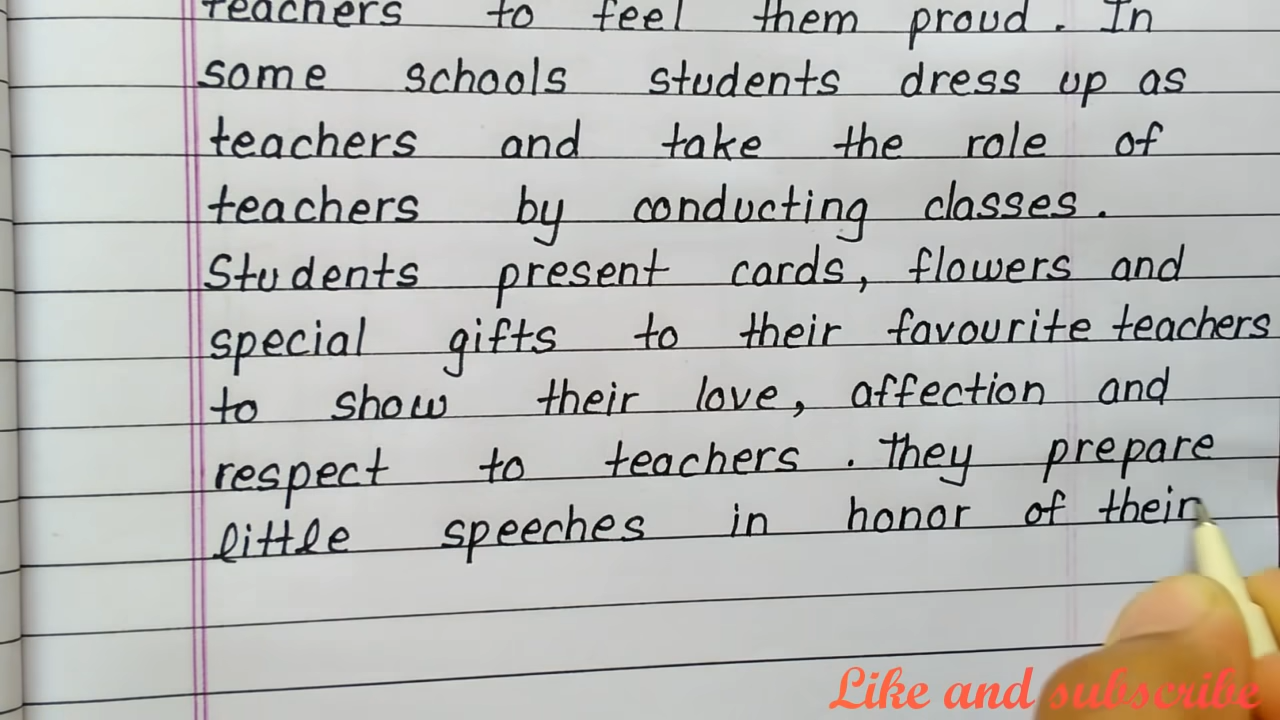 teachers to feel them proud. In
some schools students dress up as
teachers and take the role of
teachers by conducting classes.
Students present cards, flowers and
special gifts to their favourite teachers
to show their love, affection and
respect to teachers. They prepare
little speeches in honor of their
Like and subscribe